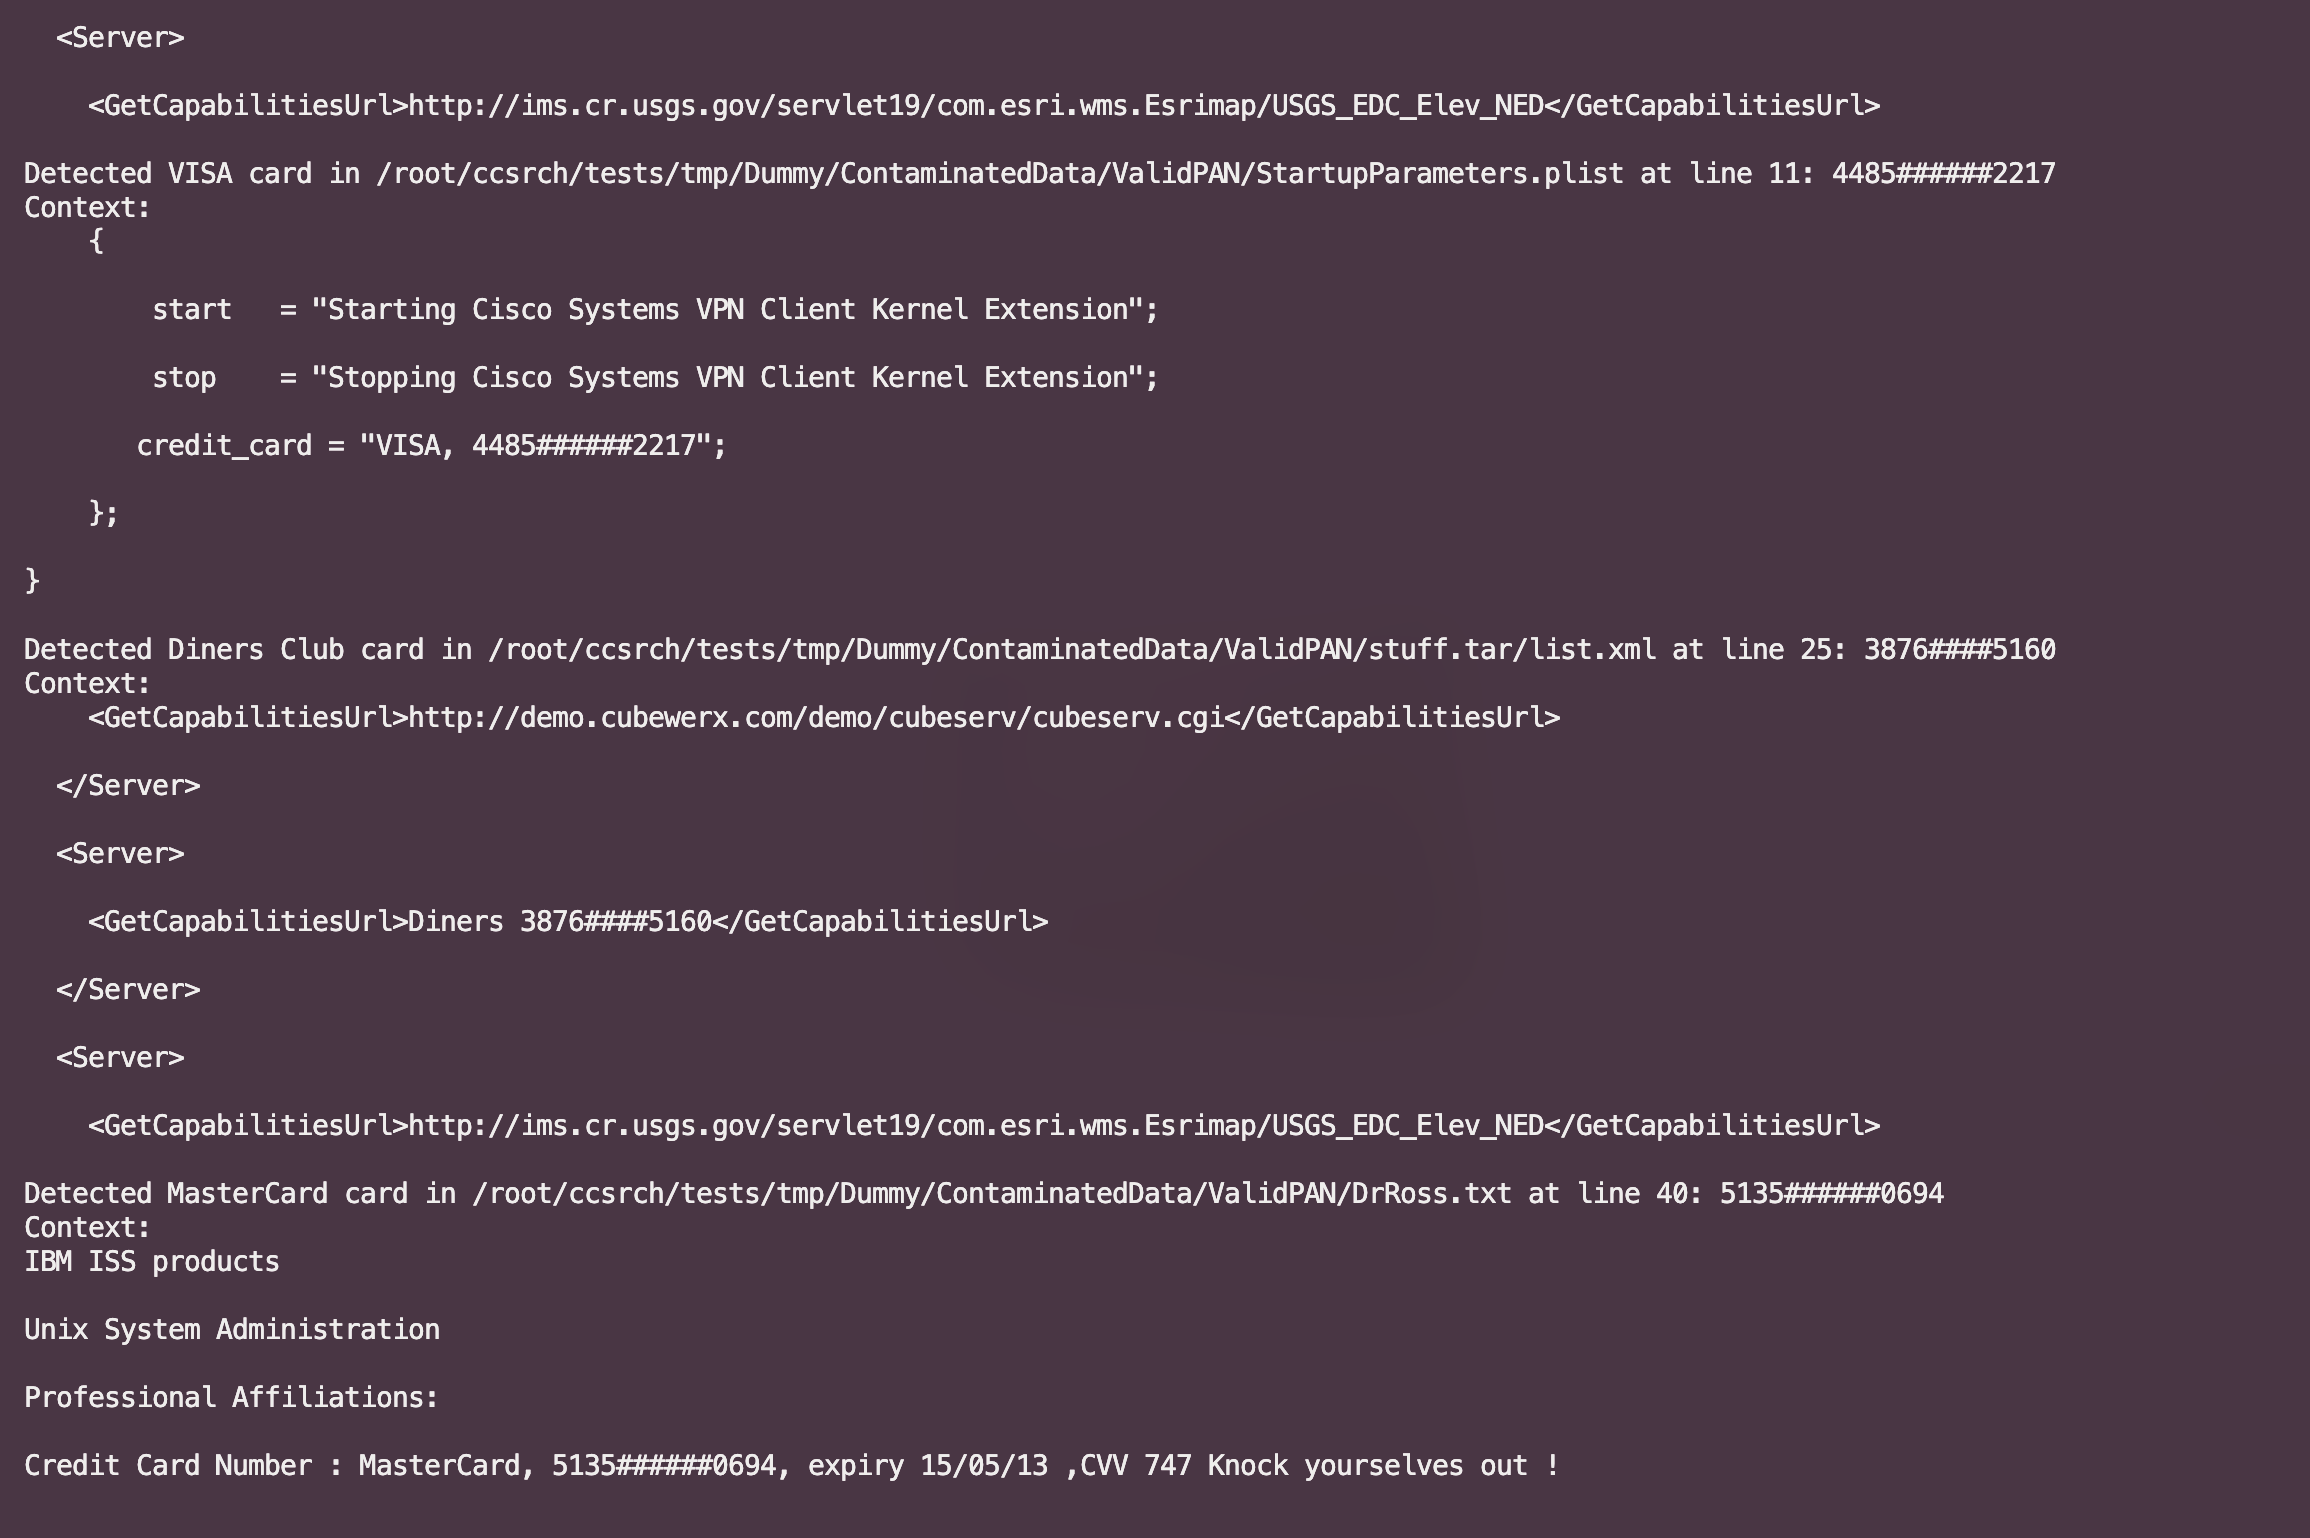 <Server>
<GetCapabilitiesUrl>http://ims.cr.usgs.gov/servlet19/com.esri.wms.Esrimap/USGS_EDC_Elev_NED</GetCapabilitiesUrl>
Detected VISA card in /root/ccsrch/tests/tmp/Dummy/ContaminatedData/ValidPAN/StartupParameters.plist at line 11: 4485######2217
Context:
{
start   = "Starting Cisco Systems VPN Client Kernel Extension";
stop    = "Stopping Cisco Systems VPN Client Kernel Extension";
credit_card = "VISA, 4485######2217";
};
}
Detected Diners Club card in /root/ccsrch/tests/tmp/Dummy/ContaminatedData/ValidPAN/stuff.tar/list.xml at line 25: 3876####5160
Context:
<GetCapabilitiesUrl>http://demo.cubewerx.com/demo/cubeserv/cubeserv.cgi</GetCapabilitiesUrl>
</Server>
<Server>
<GetCapabilitiesUrl>Diners 3876####5160</GetCapabilitiesUrl>
</Server>
<Server>
<GetCapabilitiesUrl>http://ims.cr.usgs.gov/servlet19/com.esri.wms.Esrimap/USGS_EDC_Elev_NED</GetCapabilitiesUrl>
Detected MasterCard card in /root/ccsrch/tests/tmp/Dummy/ContaminatedData/ValidPAN/DrRoss.txt at line 40: 5135######0694
Context:
IBM ISS products
Unix System Administration
Professional Affiliations:
Credit Card Number : MasterCard, 5135######0694, expiry 15/05/13 ,CVV 747 Knock yourselves out !